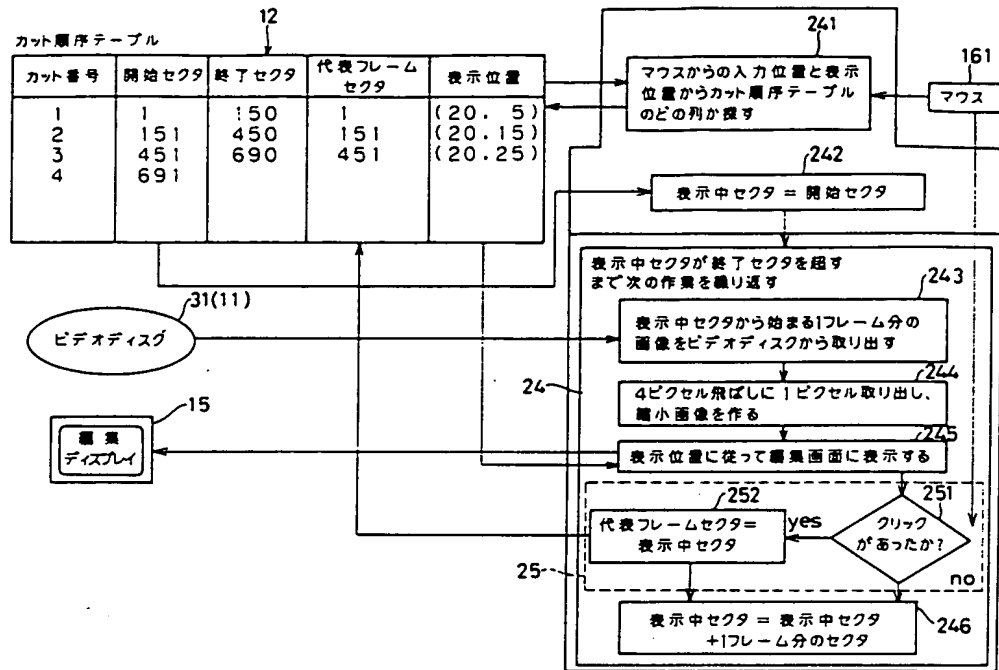 カット順序テーブル
12
カット番号 開始セクタ 終了セクタ 代表フレームセクタ 表示位置
1 1 150 1 (20. 5)
2 151 450 151 (20.15)
3 451 690 451 (20.25)
4 691
241
マウスからの入力位置と表示
位置からカット順序テーブル
のどの列か探す
161
マウス
242
表示中セクタ = 開始セクタ
表示中セクタが終了セクタを超す
まで次の作業を繰り返す
243
31(11)
ビデオディスク
表示中セクタから始まる1フレーム分の
画像をビデオディスクから取り出す
24
244
4ピクセル飛ばしに1ピクセル取り出し、
縮小画像を作る
15
編集
ディスプレイ
245
表示位置に従って編集画面に表示する
252
代表フレームセクタ=
表示中セクタ
yes
251
クリック
があったか?
25
no
表示中セクタ = 表示中セクタ
+1フレーム分のセクタ
246